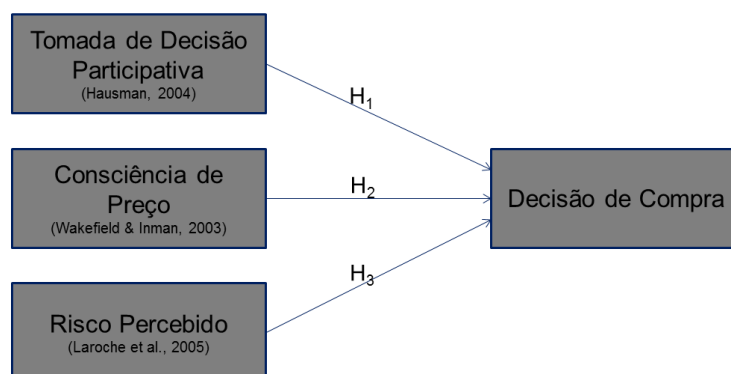 Tomada de Decisão
Participativa
(Hausman, 2004)
H₁
Consciência de
Preço
(Wakefield & Inman, 2003)
H₂
Decisão de Compra
H₃
Risco Percebido
(Laroche et al., 2005)